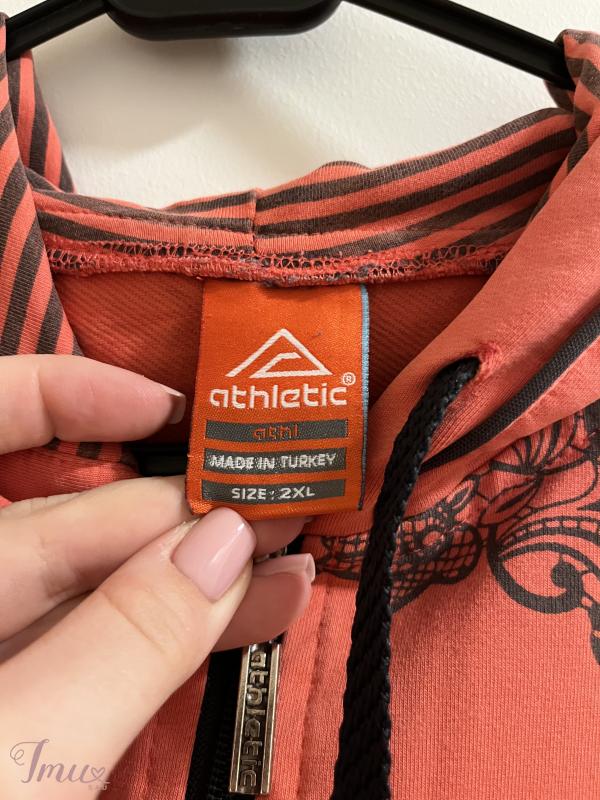 athletic®
athl
MADE IN TURKEY
SIZE: 2XL
athletic
Imu